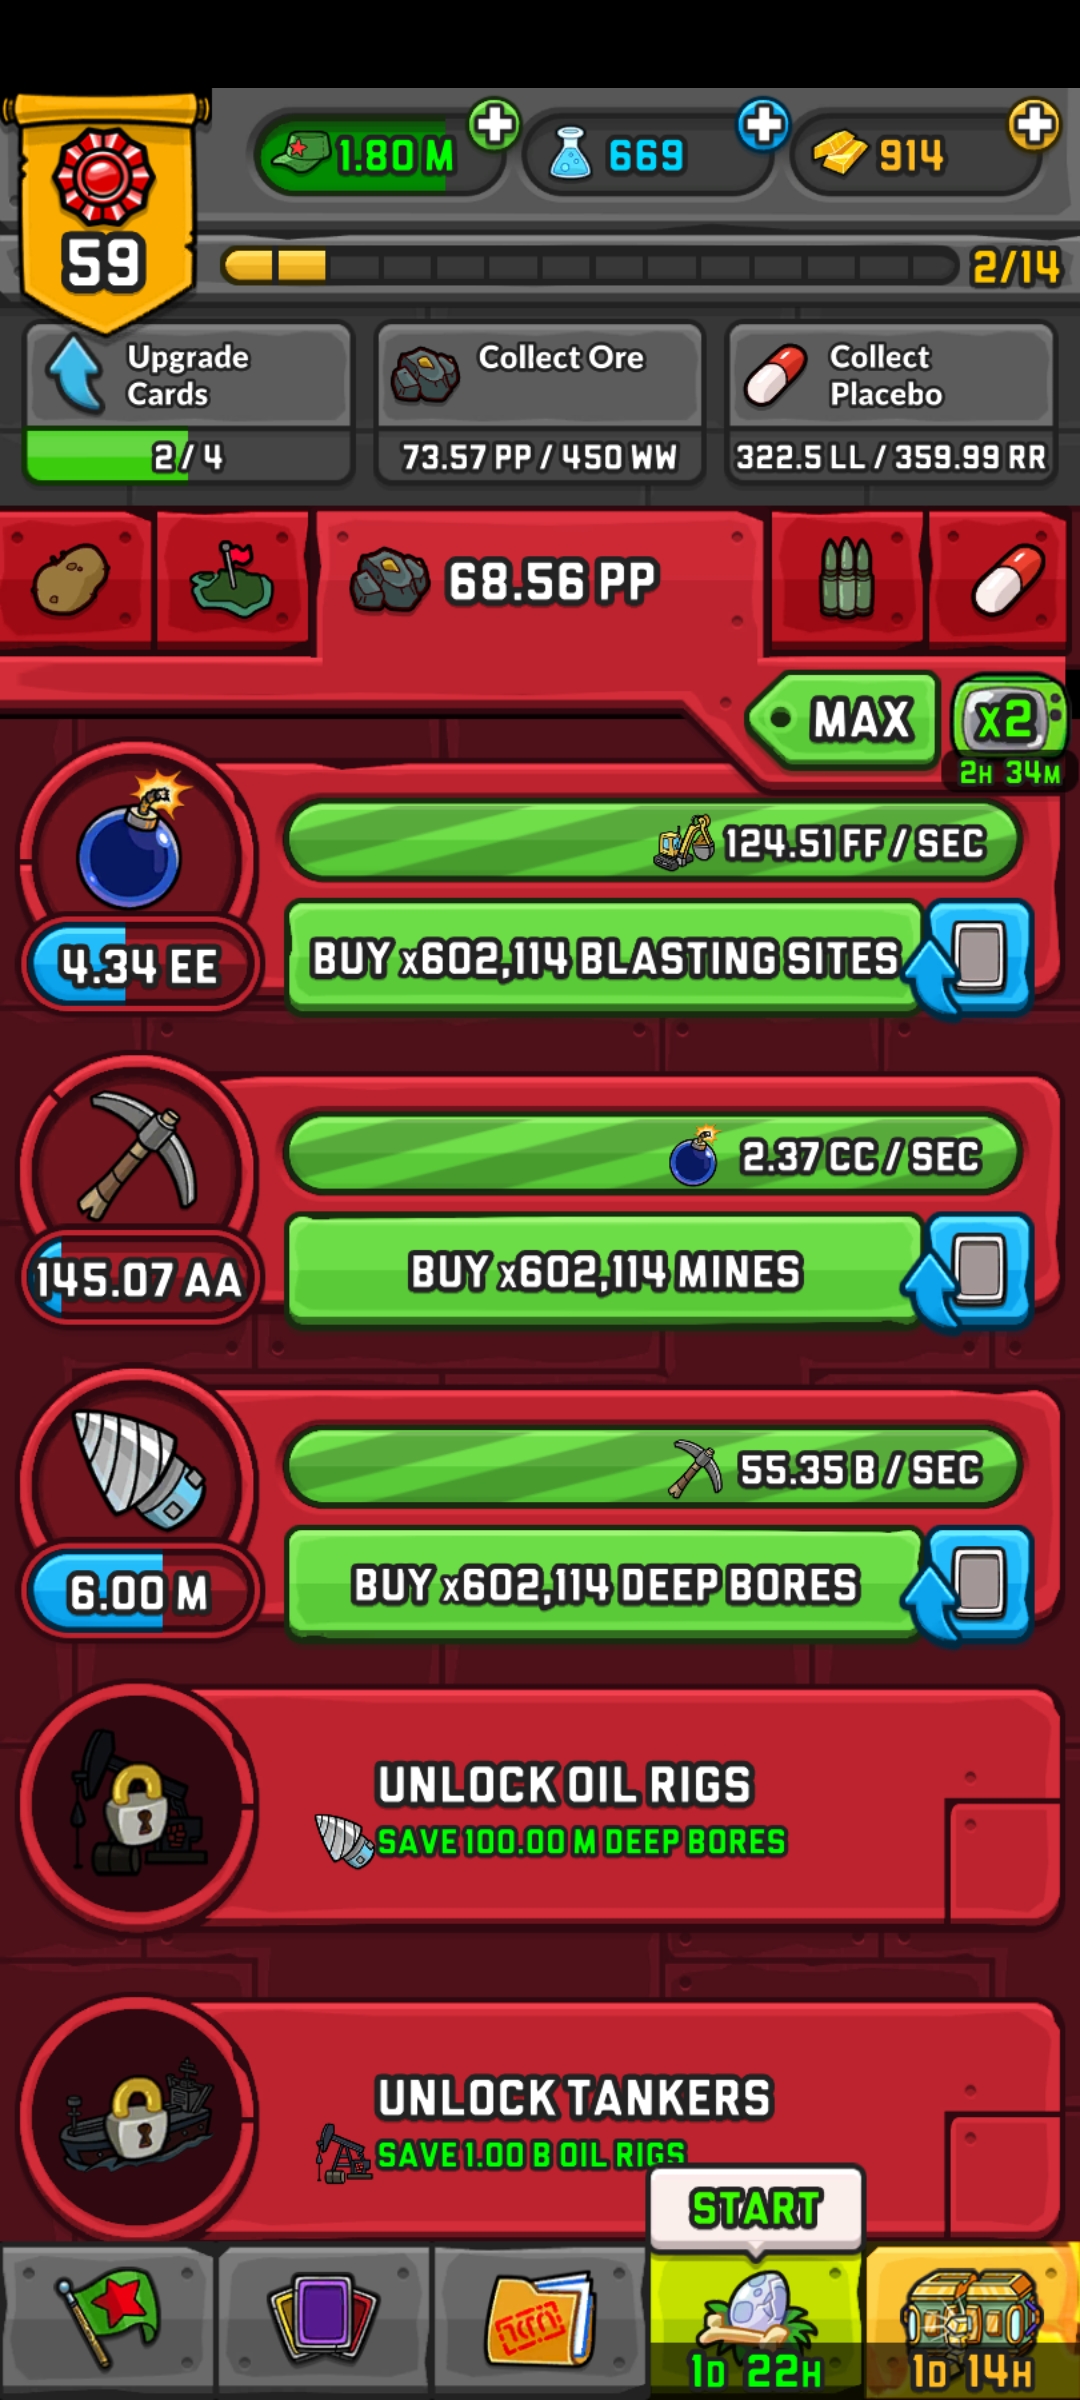 59
1.80 M
669
914
2/14
Upgrade
Cards
2/4
Collect Ore
73.57 PP / 450 WW
Collect
Placebo
322.5 LL / 359.99 RR
68.56 PP
MAX
x2
2H 34M
124.51 FF / SEC
4.34 EE
BUY x602,114 BLASTING SITES
2.37 CC / SEC
145.07 AA
BUY x602,114 MINES
55.35 B / SEC
6.00 M
BUY x602,114 DEEP BORES
UNLOCK OIL RIGS
SAVE 100.00 M DEEP BORES
UNLOCK TANKERS
SAVE 1.00 B OIL RIGS
START
1D 22H
1D 14H